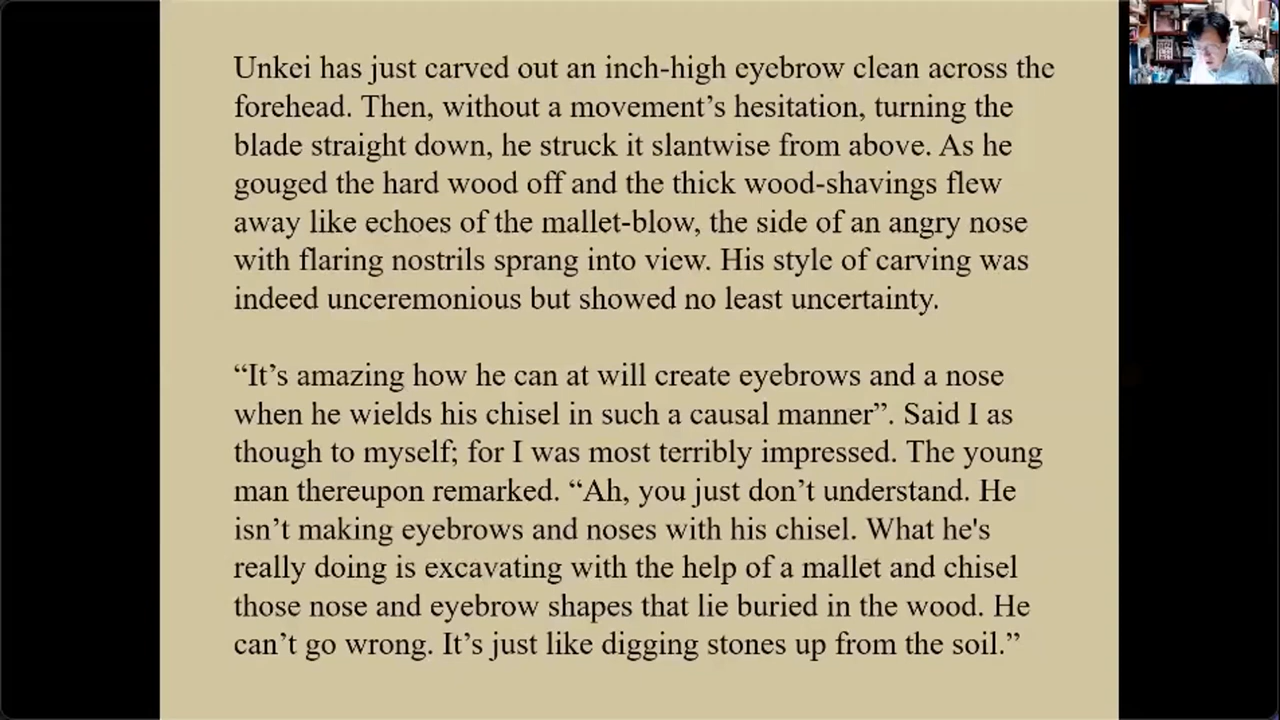 Unkei has just carved out an inch-high eyebrow clean across the
forehead. Then, without a movement’s hesitation, turning the
blade straight down, he struck it slantwise from above. As he
gouged the hard wood off and the thick wood-shavings flew
away like echoes of the mallet-blow, the side of an angry nose
with flaring nostrils sprang into view. His style of carving was
indeed unceremonious but showed no least uncertainty.
“It’s amazing how he can at will create eyebrows and a nose
when he wields his chisel in such a causal manner”. Said I as
though to myself; for I was most terribly impressed. The young
man thereupon remarked. “Ah, you just don’t understand. He
isn’t making eyebrows and noses with his chisel. What he's
really doing is excavating with the help of a mallet and chisel
those nose and eyebrow shapes that lie buried in the wood. He
can’t go wrong. It’s just like digging stones up from the soil.”